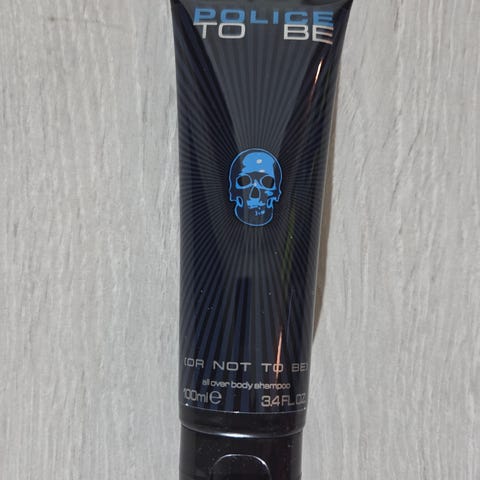 POLICE
TO BE
(OR NOT TO BE)
all over body shampoo
100ml e 3.4 FL.OZ.